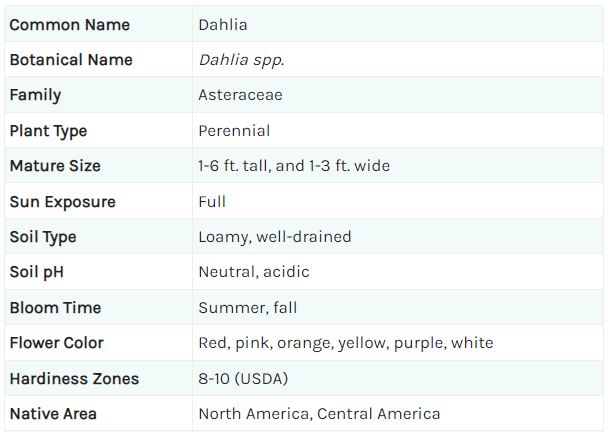 Common Name Dahlia
Botanical Name Dahlia spp.
Family Asteraceae
Plant Type Perennial
Mature Size 1-6 ft. tall, and 1-3 ft. wide
Sun Exposure Full
Soil Type Loamy, well-drained
Soil pH Neutral, acidic
Bloom Time Summer, fall
Flower Color Red, pink, orange, yellow, purple, white
Hardiness Zones 8-10 (USDA)
Native Area North America, Central America